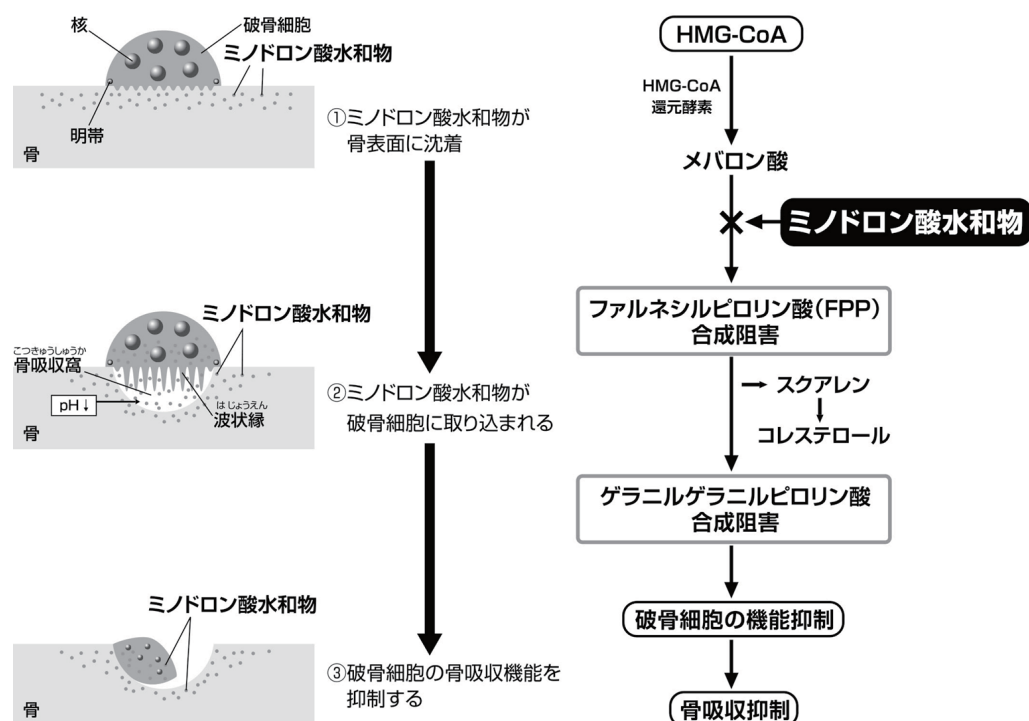 核
破骨細胞
ミノドロン酸水和物
明帯
骨
①ミノドロン酸水和物が
骨表面に沈着
ミノドロン酸水和物
こつきゅうしゅうか
骨吸収窩
pH↓
はじょうえん
波状縁
骨
②ミノドロン酸水和物が
破骨細胞に取り込まれる
ミノドロン酸水和物
骨
③破骨細胞の骨吸収機能を
抑制する
HMG-CoA
HMG-CoA
還元酵素
メバロン酸
ミノドロン酸水和物
ファルネシルピロリン酸(FPP)
合成阻害
スクアレン
コレステロール
ゲラニルゲラニルピロリン酸
合成阻害
破骨細胞の機能抑制
骨吸収抑制